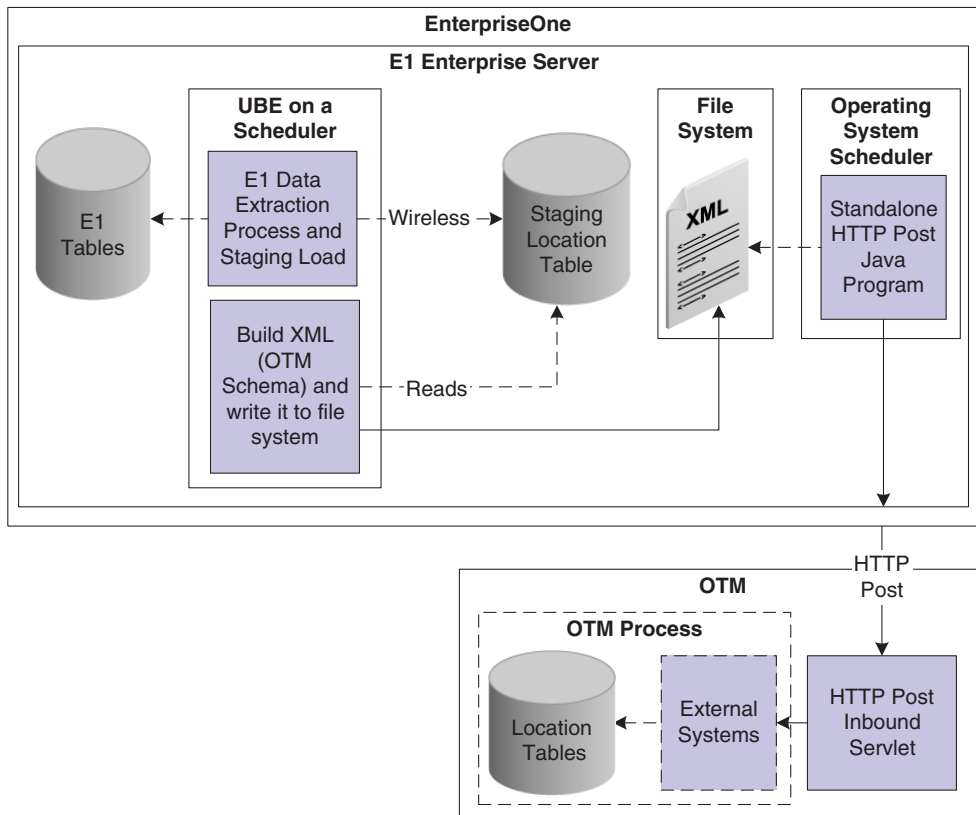 EnterpriseOne
E1 Enterprise Server
UBE on a
Scheduler
File
System
Operating
System
Scheduler
E1
Tables
E1 Data
Extraction
Process and
Staging Load
Wireless
Staging
Location
Table
XML
Standalone
HTTP Post
Java
Program
Build XML
(OTM
Schema) and
write it to file
system
Reads
HTTP
Post
OTM
OTM Process
Location
Tables
External
Systems
HTTP Post
Inbound
Servlet